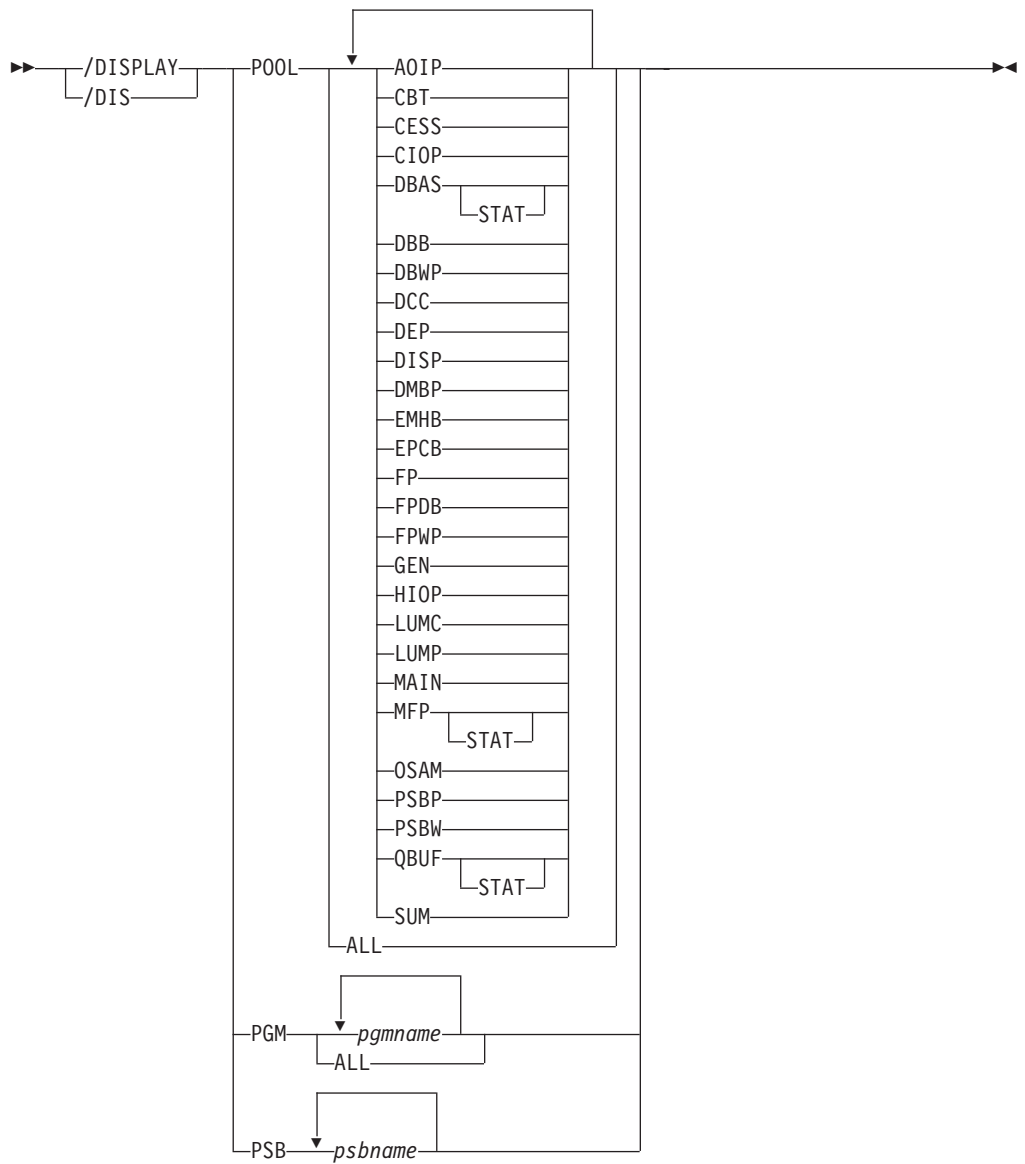 /DISPLAY POOL AOIP
/DIS CBT
CESS
CIOP
DBAS
STAT
DBB
DBWP
DCC
DEP
DISP
DMBP
EMHB
EPCB
FP
FPDB
FPWP
GEN
HIOP
LUMC
LUMP
MAIN
MFP
STAT
OSAM
PSBP
PSBW
QBUF
STAT
SUM
ALL
PGM pgmname
ALL
PSB psbname